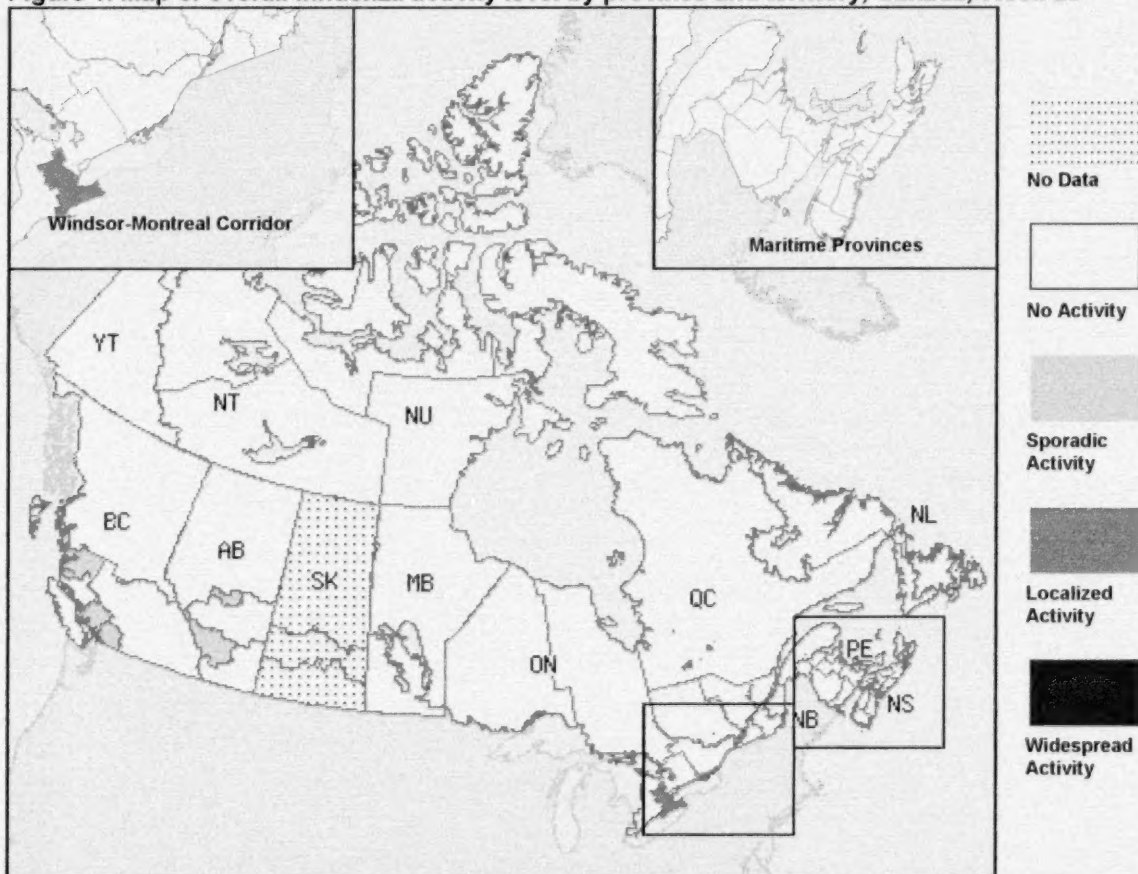 Windsor-Montreal Corridor
Maritime Provinces
No Data
No Activity
Sporadic
Activity
Localized
Activity
Widespread
Activity
YT
NT
NU
BC
AB
SK
MB
ON
QC
NL
PE
NB
NS